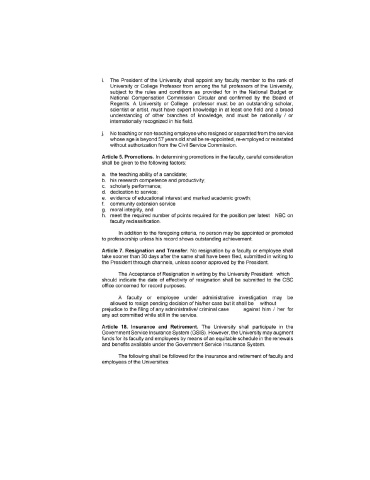 i. The President of the University shall appoint any faculty member to the rank of
University or College Professor from among the full professors of the University,
subject to the rules and conditions as provided for in the National Budget or
National Compensation Commission Circular and confirmed by the Board of
Regents. A University or College professor must be an outstanding scholar,
scientist or artist, must have expert knowledge in at least one field and a broad
understanding of other branches of knowledge, and must be nationally / or
internationally recognized in his field.
j. No teaching or non-teaching employee who resigned or separated from the service
whose age is beyond 57 years old shall be re-appointed, re-employed or reinstated
without authorization from the Civil Service Commission.
Article 5. Promotions. In determining promotions in the faculty, careful consideration
shall be given to the following factors:
a. the teaching ability of a candidate;
b. his research competence and productivity;
c. scholarly performance;
d. dedication to service;
e. evidence of educational interest and marked academic growth;
f. community extension service
g. moral integrity, and
h. meet the required number of points required for the position per latest NBC on
faculty reclassification.
In addition to the foregoing criteria, no person may be appointed or promoted
to professorship unless his record shows outstanding achievement.
Article 7. Resignation and Transfer. No resignation by a faculty or employee shall
take sooner than 30 days after the same shall have been filed, submitted in writing to
the President through channels, unless sooner approved by the President.
The Acceptance of Resignation in writing by the University President which
should indicate the date of effectivity of resignation shall be submitted to the CSC
office concerned for record purposes.
A faculty or employee under administrative investigation may be
allowed to resign pending decision of his/her case but it shall be without
prejudice to the filing of any administrative/ criminal case against him / her for
any act committed while still in the service.
Article 18. Insurance and Retirement. The University shall participate in the
Government Service Insurance System (GSIS). However, the University may augment
funds for its faculty and employees by means of an equitable schedule in the renewals
and benefits available under the Government Service Insurance System.
The following shall be followed for the insurance and retirement of faculty and
employees of the Universities: